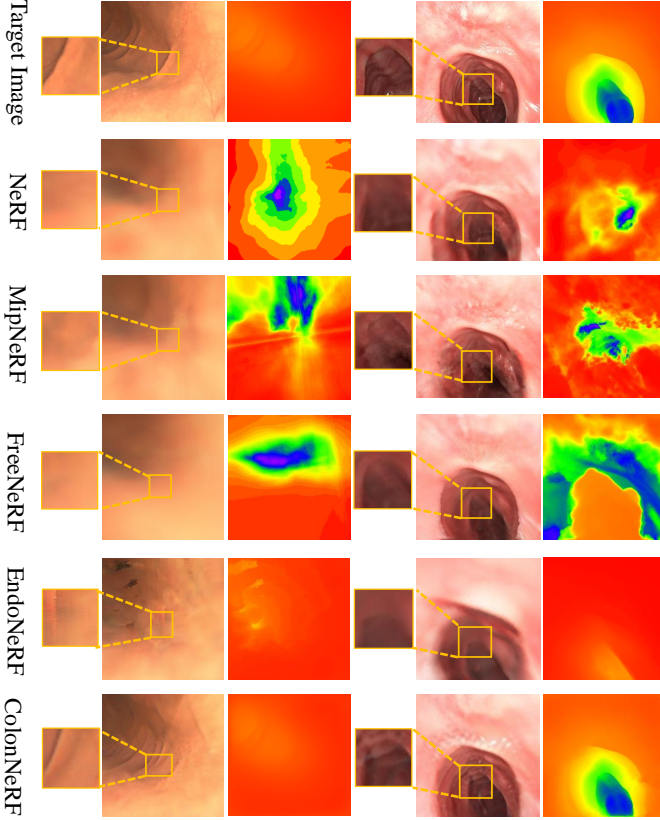 Target Image
NeRF
MipNeRF
FreeNeRF
EndoNeRF
ColonNeRF